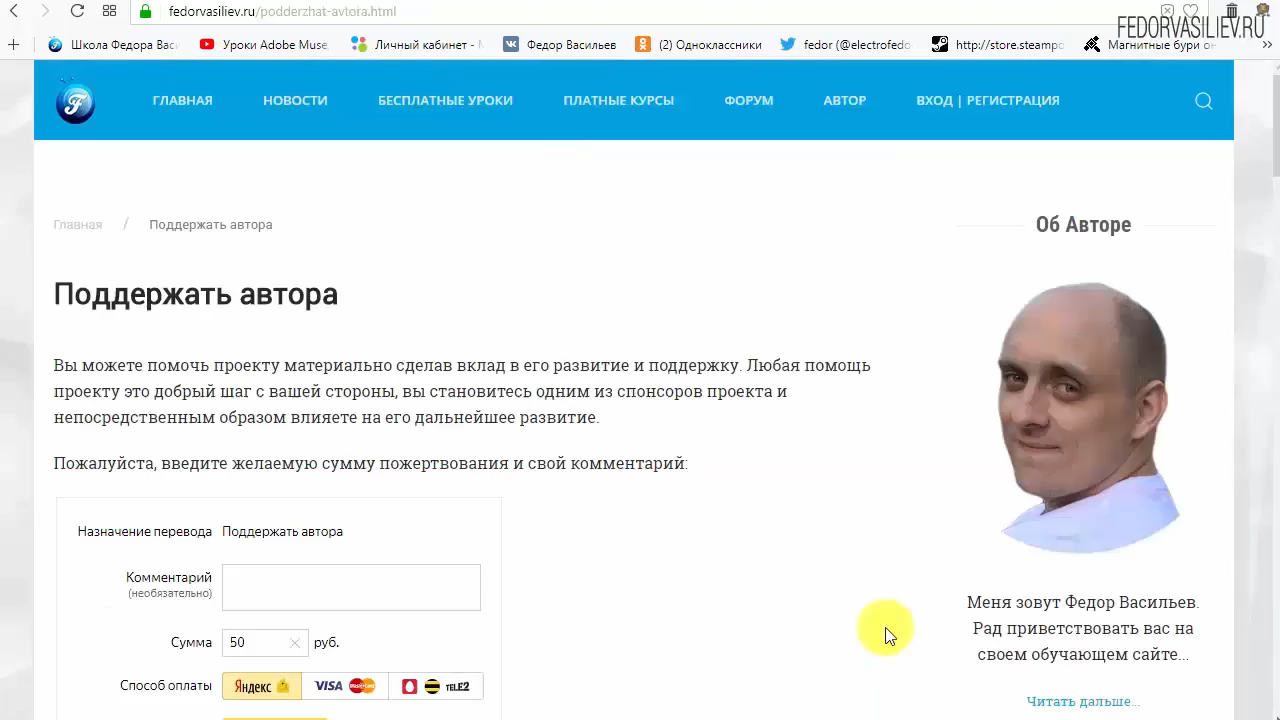 fedorvasiliev.ru/podderzhat-avtora.html
FEDORVASILIEV.RU
Школа Федора Васи
Уроки Adobe Muse,
Личный кабинет - M
Федор Васильев
(2) Одноклассники
fedor (@electrofedo
http://store.steampo
Магнитные бури он
ГЛАВНАЯ
НОВОСТИ
БЕСПЛАТНЫЕ УРОКИ
ПЛАТНЫЕ КУРСЫ
ФОРУМ
АВТОР
ВХОД | РЕГИСТРАЦИЯ
Главная / Поддержать автора
Поддержать автора
Вы можете помочь проекту материально сделав вклад в его развитие и поддержку. Любая помощь
проекту это добрый шаг с вашей стороны, вы становитесь одним из спонсоров проекта и
непосредственным образом влияете на его дальнейшее развитие.
Пожалуйста, введите желаемую сумму пожертвования и свой комментарий:
Назначение перевода Поддержать автора
Комментарий
(необязательно)
Сумма 50 руб.
Способ оплаты Яндекс VISA MasterCard TELE2
Об Авторе
Меня зовут Федор Васильев.
Рад приветствовать вас на
своем обучающем сайте...
Читать дальше...